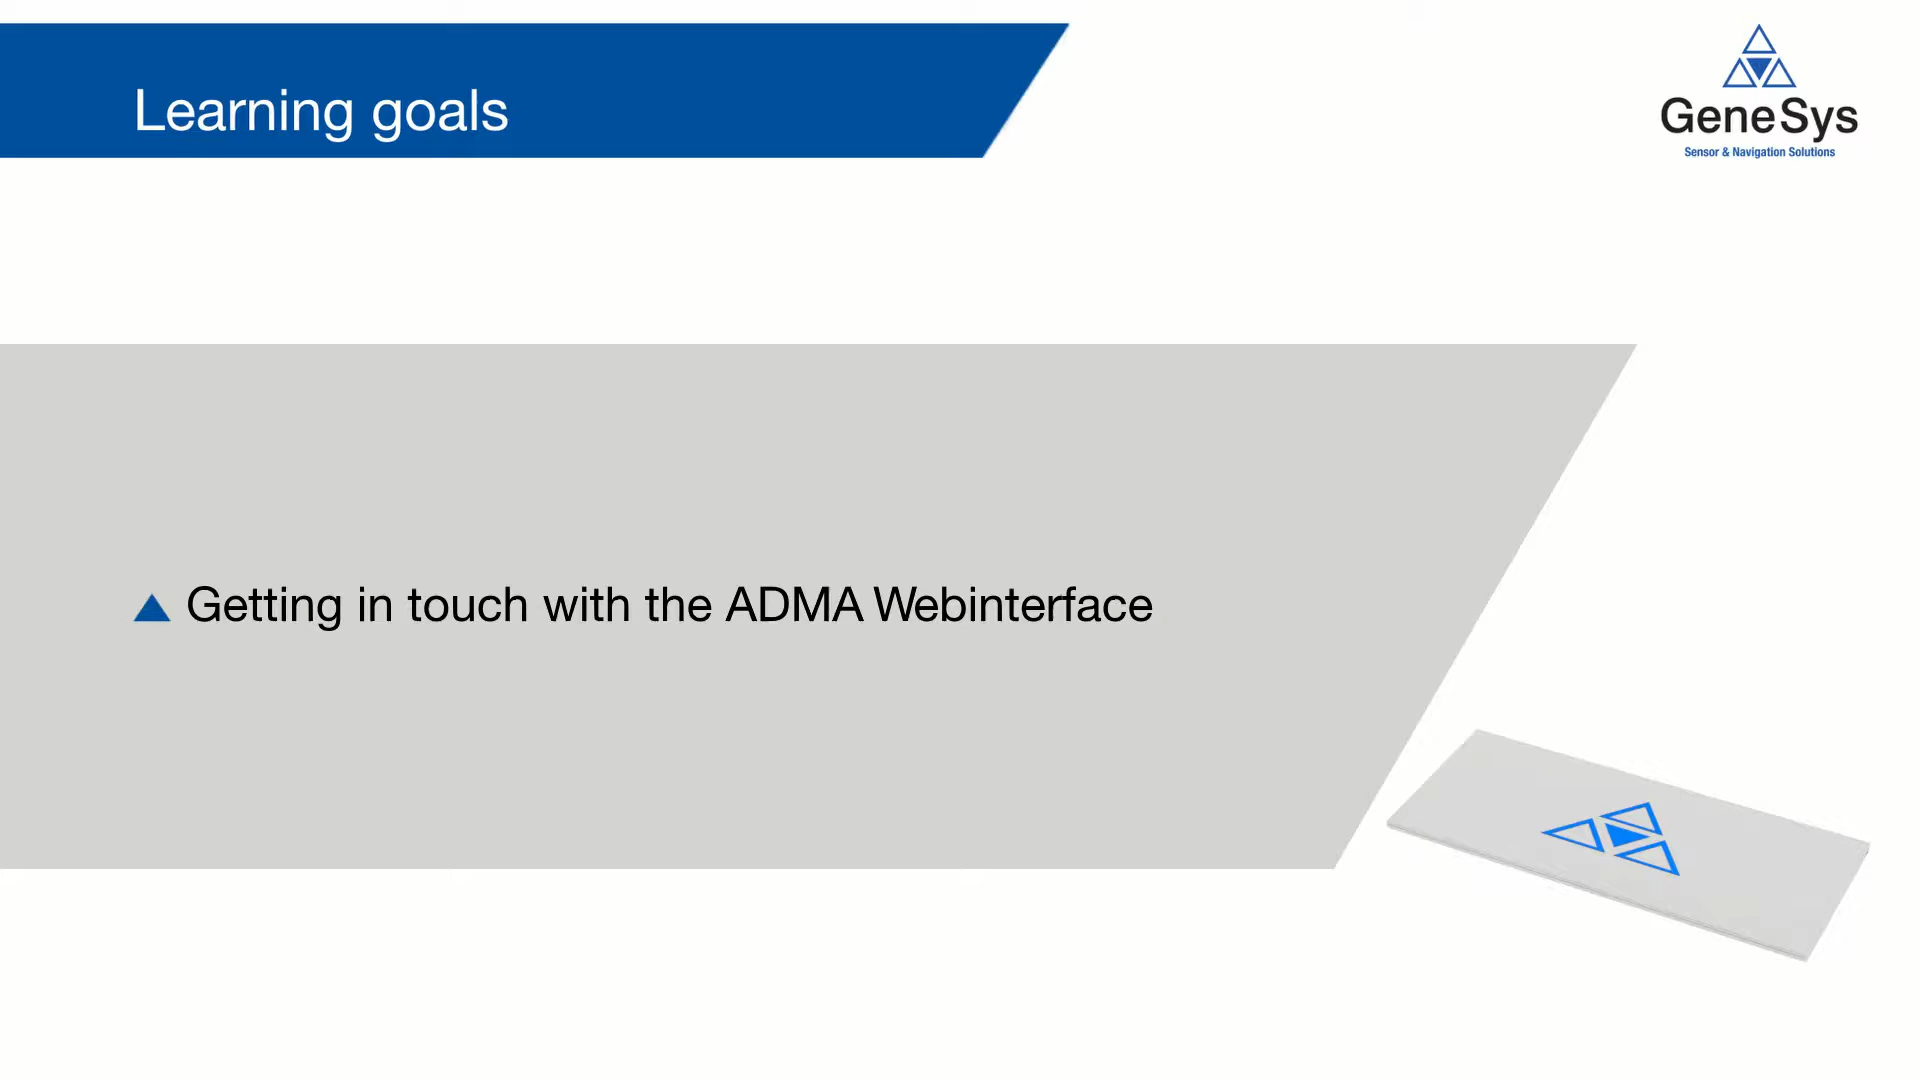 Learning goals
GeneSys
Sensor & Navigation Solutions
Getting in touch with the ADMA Webinterface